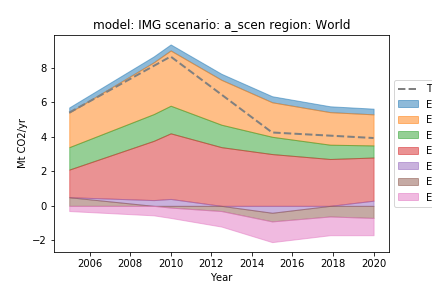 model: IMG scenario: a_scen region: World
Mt CO2/yr
8
6
4
2
0
−2
2006 2008 2010 2012 2014 2016 2018 2020
Year
T
E
E
E
E
E
E
E